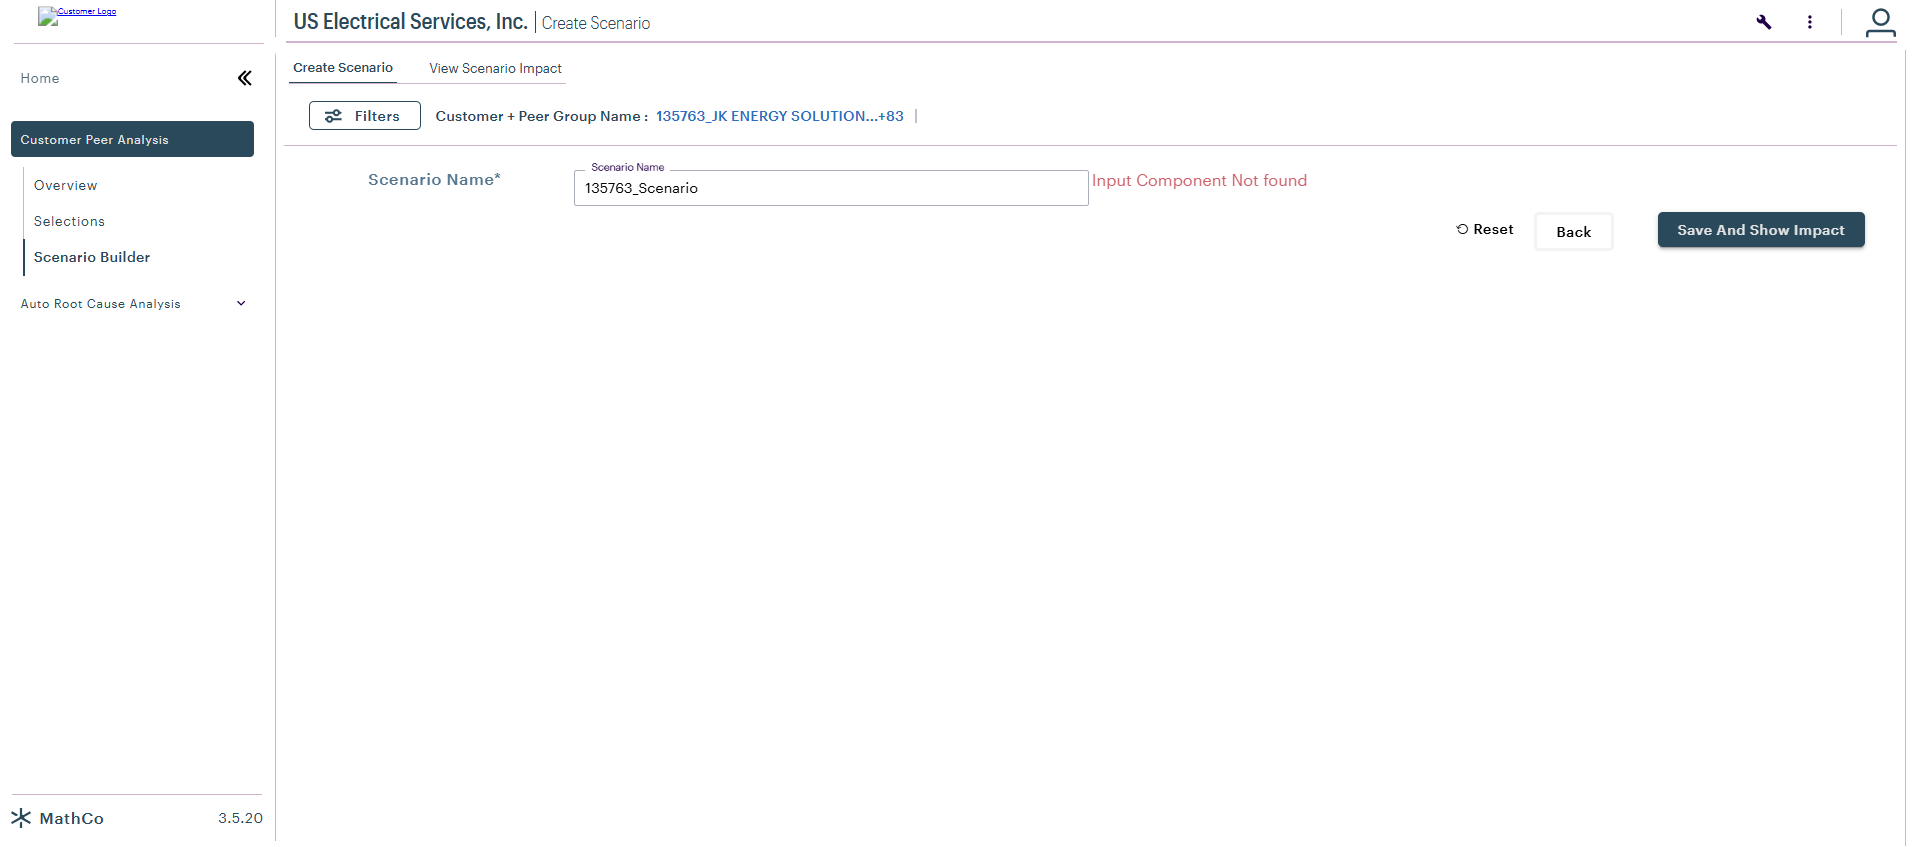 Customer Logo
US Electrical Services, Inc. | Create Scenario
Home
Create Scenario
View Scenario Impact
Filters
Customer + Peer Group Name : 135763_JK ENERGY SOLUTION...+83
Customer Peer Analysis
Overview
Selections
Scenario Builder
Auto Root Cause Analysis
Scenario Name*
Scenario Name
135763_Scenario
Input Component Not found
Reset
Back
Save And Show Impact
MathCo
3.5.20